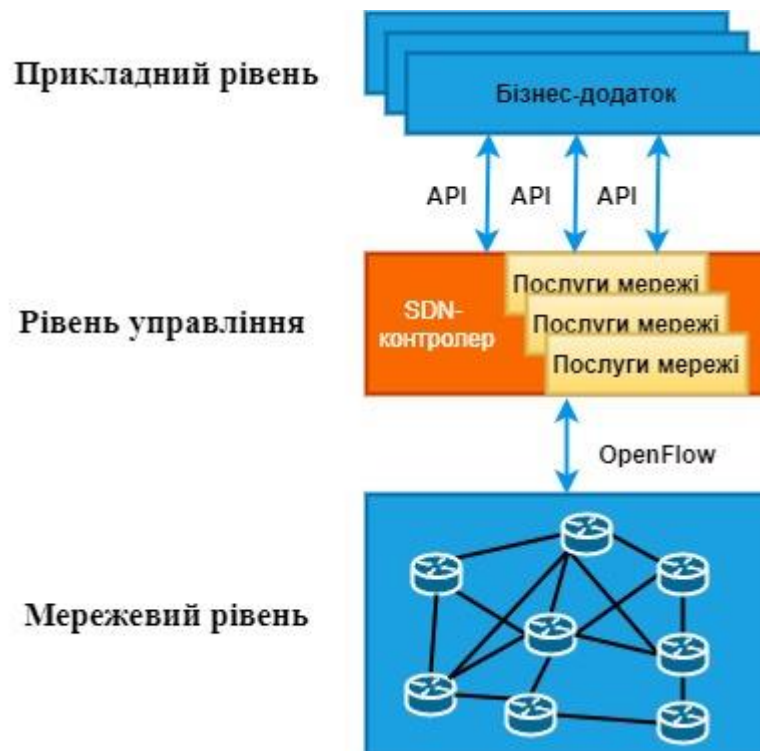 Прикладний рівень
Бізнес-додаток
API
API
API
Рівень управління
SDN-
контролер
Послуги мережі
Послуги мережі
Послуги мережі
OpenFlow
Мережевий рівень